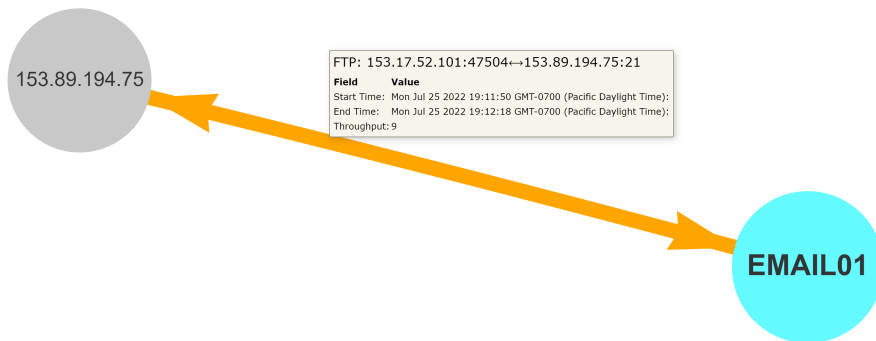 153.89.194.75
FTP: 153.17.52.101:47504↔153.89.194.75:21
Field Value
Start Time: Mon Jul 25 2022 19:11:50 GMT-0700 (Pacific Daylight Time):
End Time: Mon Jul 25 2022 19:12:18 GMT-0700 (Pacific Daylight Time):
Throughput: 9
EMAIL01